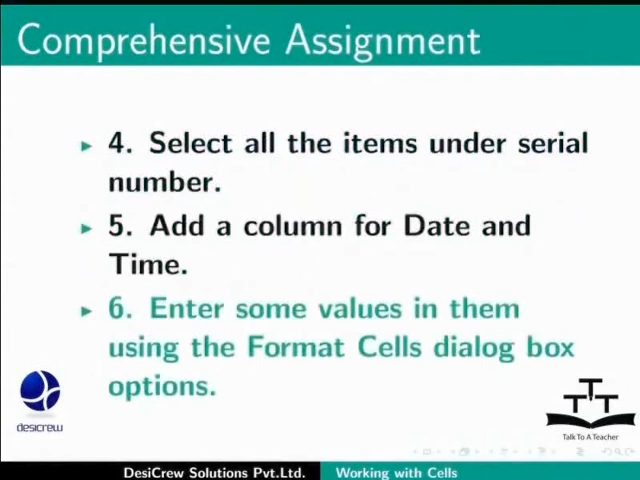 Comprehensive Assignment
4. Select all the items under serial
number.
5. Add a column for Date and
Time.
6. Enter some values in them
using the Format Cells dialog box
options.
desicrew
TTT
Talk To A Teacher
DesiCrew Solutions Pvt.Ltd.
Working with Cells